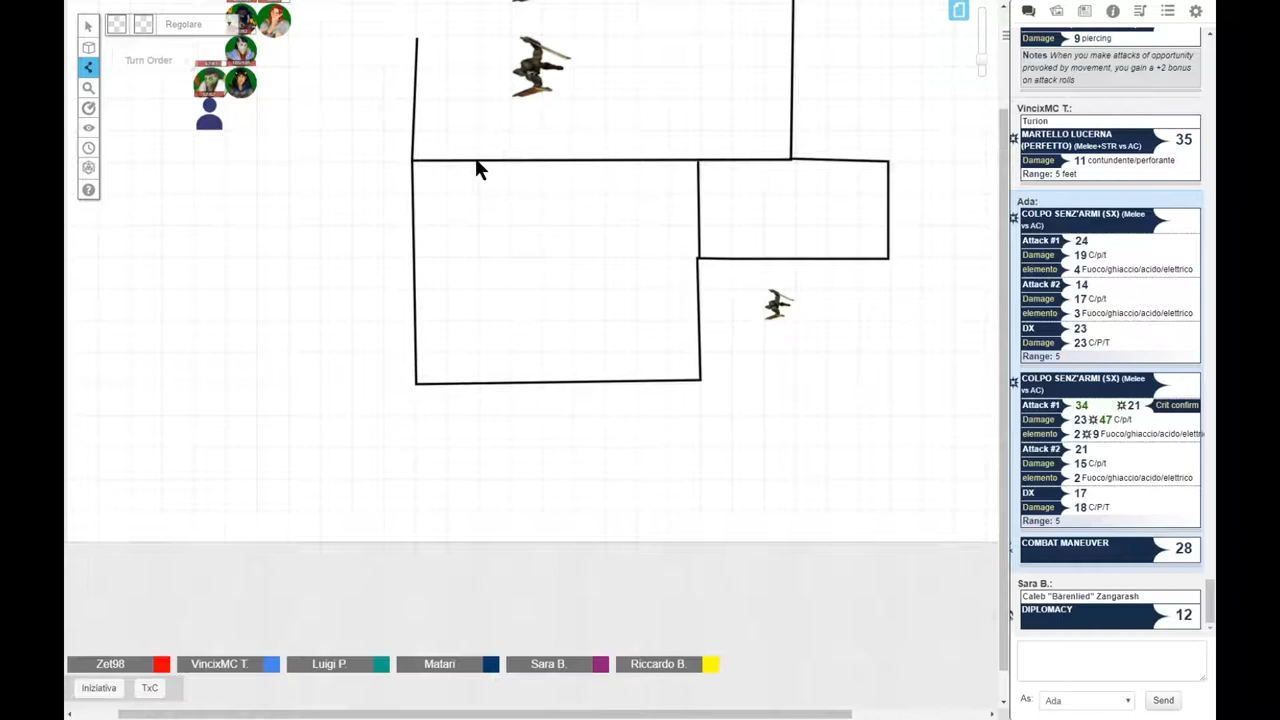 Regolare
Turn Order
Zet98
VincixMC T.
Luigi P.
Matari
Sara B.
Riccardo B.
Iniziativa
TxC
Damage 9 piercing
Notes When you make attacks of opportunity
provoked by movement, you gain a +2 bonus
on attack rolls
VincixMC T.:
Turion
MARTELLO LUCERNA
(PERFETTO) (Melee+STR vs AC) 35
Damage 11 contundente/perforante
Range: 5 feet
Ada:
COLPO SENZ'ARMI (SX) (Melee
vs AC)
Attack #1 24
Damage 19 C/p/t
elemento 4 Fuoco/ghiaccio/acido/elettrico
Attack #2 14
Damage 17 C/p/t
elemento 3 Fuoco/ghiaccio/acido/elettrico
DX 23
Damage 23 C/P/T
Range: 5
COLPO SENZ'ARMI (SX) (Melee
vs AC)
Attack #1 34 21 Crit confirm
Damage 23 47 C/p/t
elemento 2 9 Fuoco/ghiaccio/acido/elettr
Attack #2 21
Damage 15 C/p/t
elemento 2 Fuoco/ghiaccio/acido/elettrico
DX 17
Damage 18 C/P/T
Range: 5
COMBAT MANEUVER 28
Sara B.:
Caleb "Bärenlied" Zangarash
DIPLOMACY 12
As: Ada Send